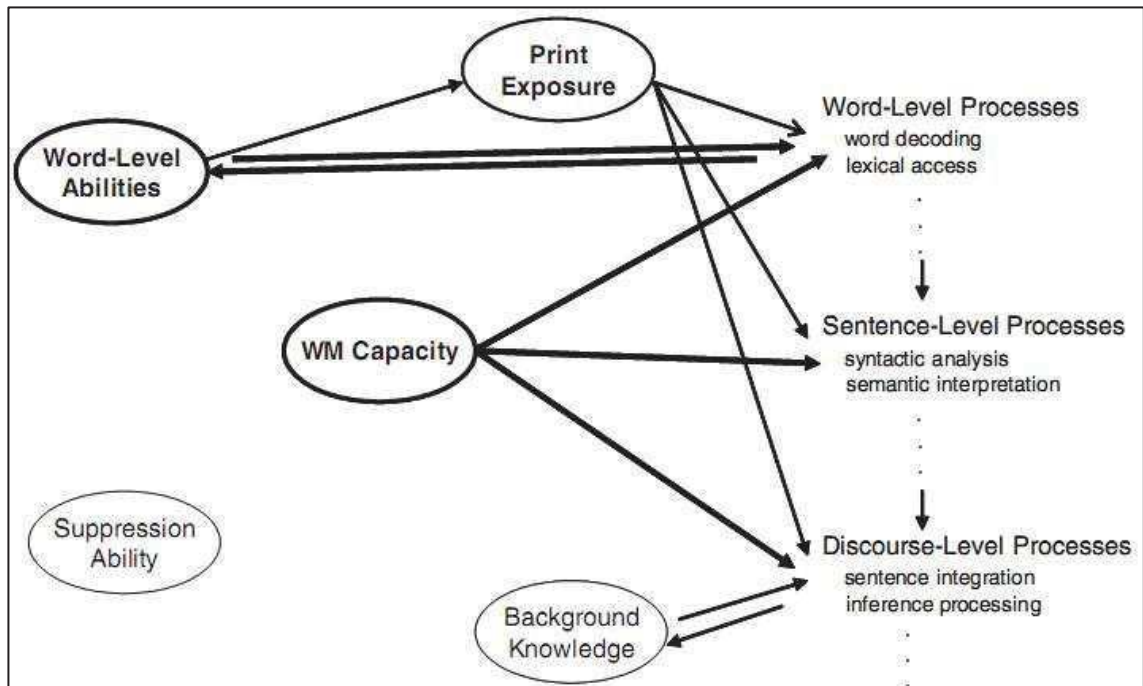 Print
Exposure
Word-Level Processes
word decoding
lexical access
Word-Level
Abilities
WM Capacity
Sentence-Level Processes
syntactic analysis
semantic interpretation
Suppression
Ability
Discourse-Level Processes
sentence integration
inference processing
Background
Knowledge